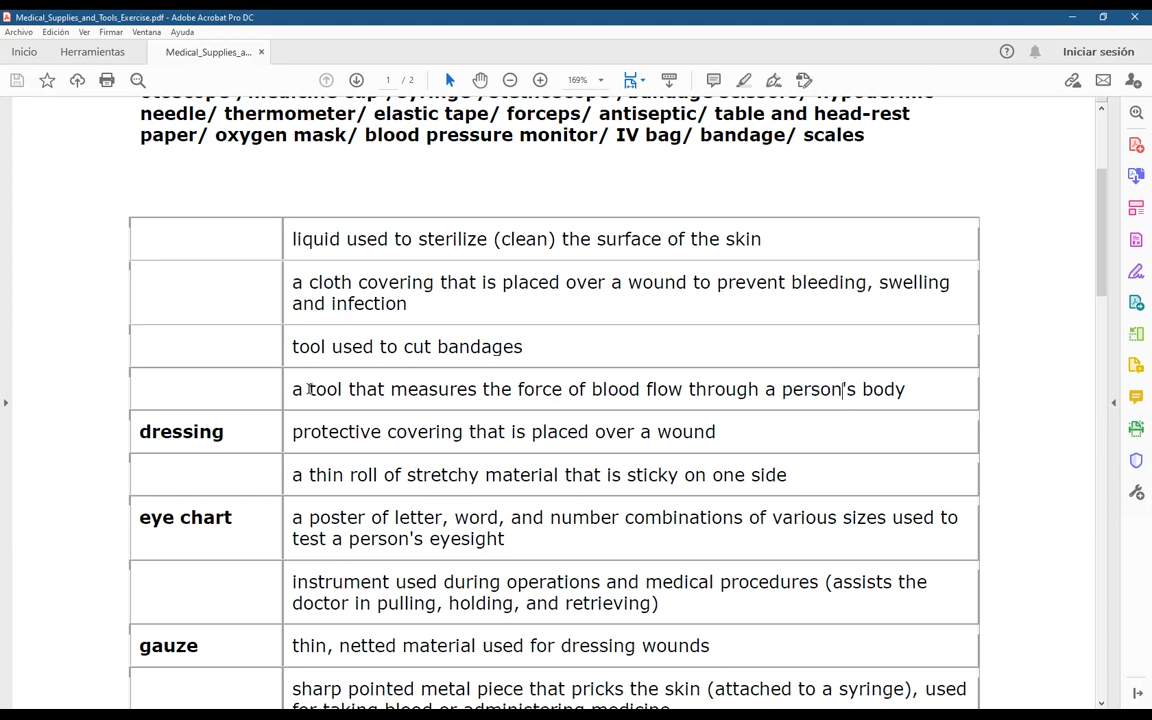 Medical_Supplies_and_Tools_Exercise.pdf - Adobe Acrobat Pro DC
Archivo Edición Ver Firmar Ventana Ayuda
Inicio Herramientas Medical_Supplies_a... × Iniciar sesión
1 / 2 169%
needle/ thermometer/ elastic tape/ forceps/ antiseptic/ table and head-rest
paper/ oxygen mask/ blood pressure monitor/ IV bag/ bandage/ scales
liquid used to sterilize (clean) the surface of the skin
a cloth covering that is placed over a wound to prevent bleeding, swelling
and infection
tool used to cut bandages
a tool that measures the force of blood flow through a person's body
dressing protective covering that is placed over a wound
a thin roll of stretchy material that is sticky on one side
eye chart a poster of letter, word, and number combinations of various sizes used to
test a person's eyesight
instrument used during operations and medical procedures (assists the
doctor in pulling, holding, and retrieving)
gauze thin, netted material used for dressing wounds
sharp pointed metal piece that pricks the skin (attached to a syringe), used
for taking blood or administering medicine